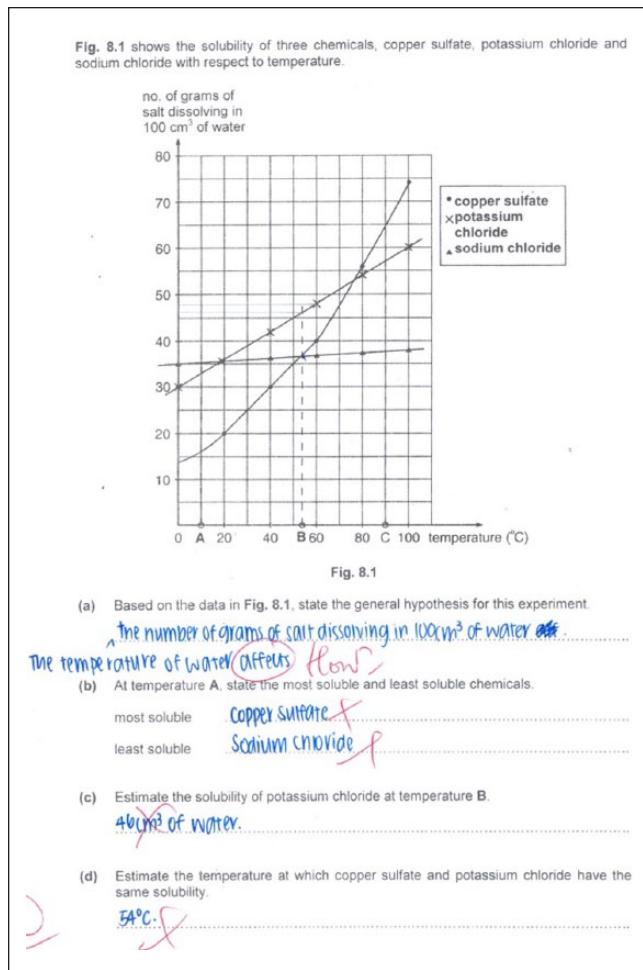 Fig. 8.1 shows the solubility of three chemicals, copper sulfate, potassium chloride and
sodium chloride with respect to temperature.
no. of grams of
salt dissolving in
100 cm³ of water
80
70
60
50
40
30
20
10
copper sulfate
potassium
chloride
sodium chloride
0 A 20 40 B 60 80 C 100 temperature (°C)
Fig. 8.1
(a) Based on the data in Fig. 8.1, state the general hypothesis for this experiment.
the number of grams of salt dissolving in 100cm³ of water
The temperature of water affects How
(b) At temperature A, state the most soluble and least soluble chemicals.
most soluble copper sulfate
least soluble Sodium chloride
(c) Estimate the solubility of potassium chloride at temperature B.
46cm³ of water.
(d) Estimate the temperature at which copper sulfate and potassium chloride have the
same solubility.
54°C.